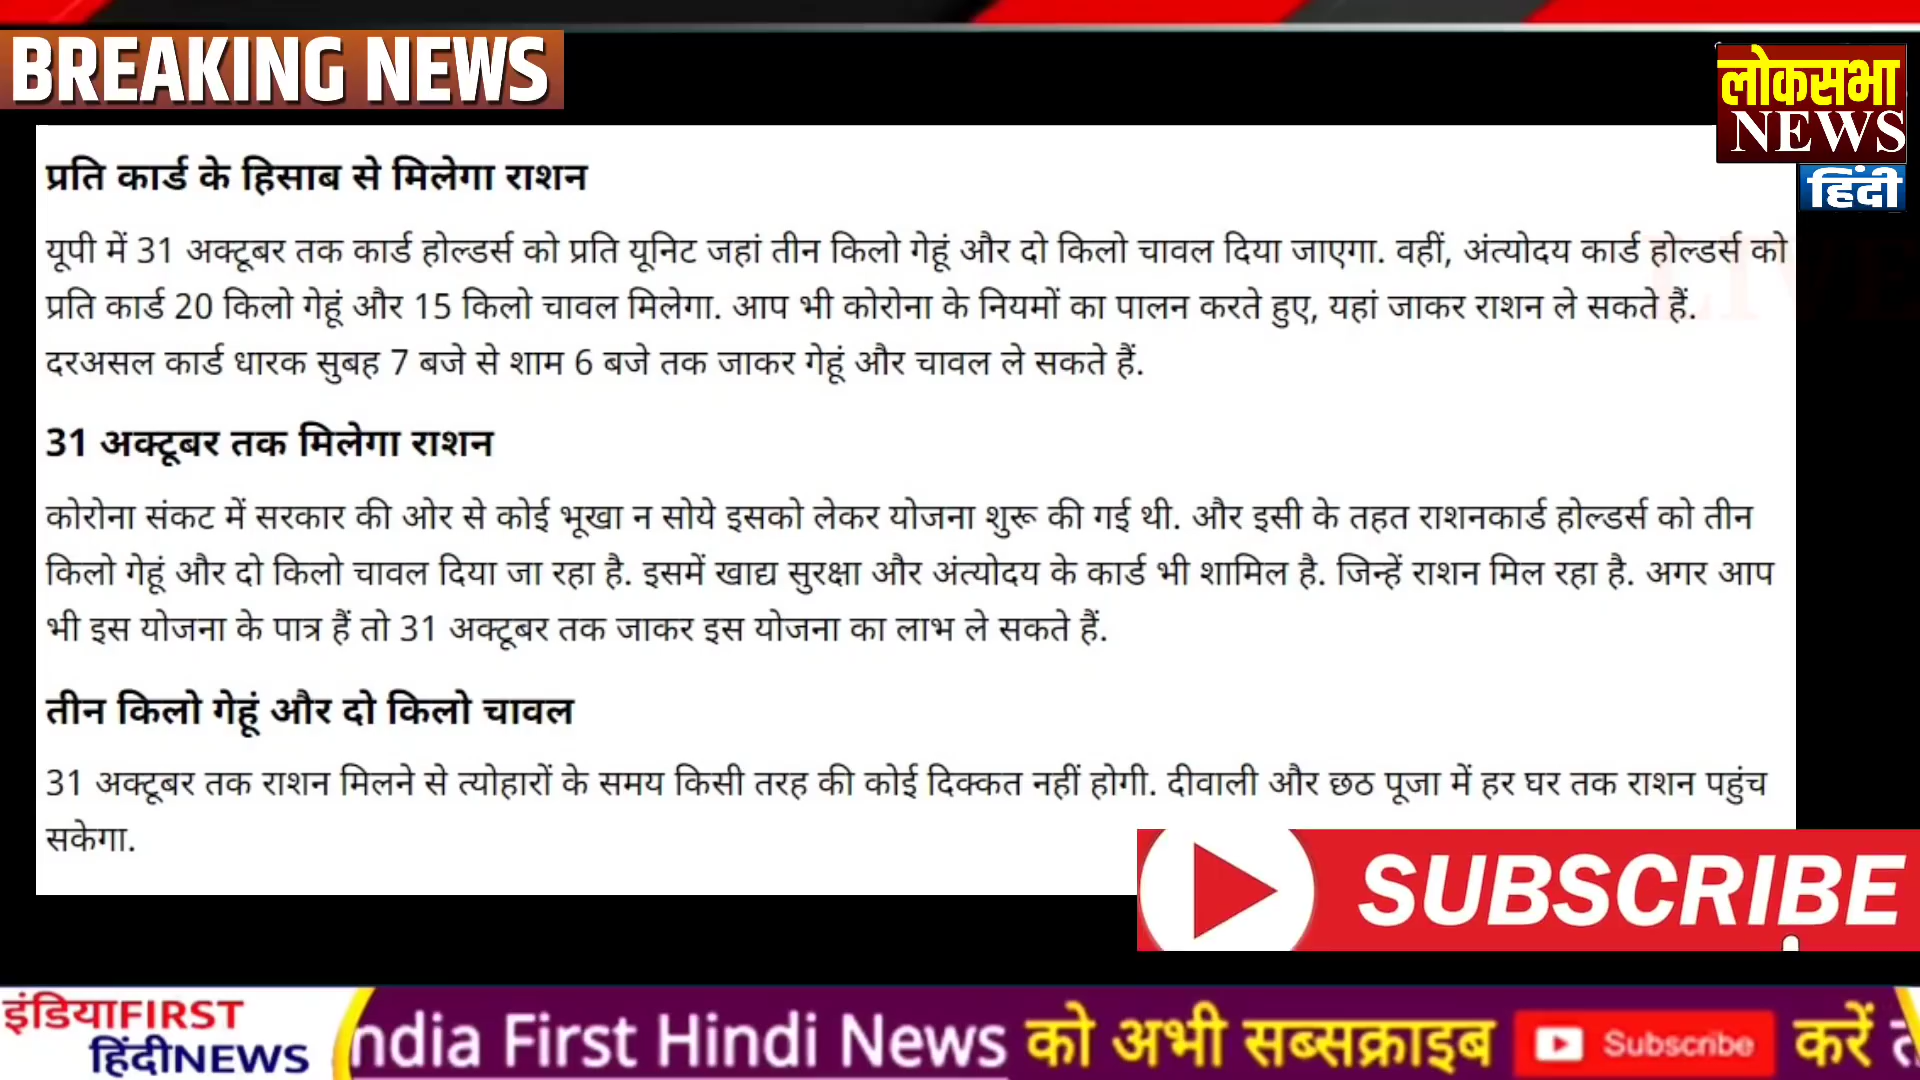 BREAKING NEWS
लोकसभा
NEWS
हिंदी
प्रति कार्ड के हिसाब से मिलेगा राशन
यूपी में 31 अक्टूबर तक कार्ड होल्डर्स को प्रति यूनिट जहां तीन किलो गेहूं और दो किलो चावल दिया जाएगा. वहीं, अंत्योदय कार्ड होल्डर्स को
प्रति कार्ड 20 किलो गेहूं और 15 किलो चावल मिलेगा. आप भी कोरोना के नियमों का पालन करते हुए, यहां जाकर राशन ले सकते हैं.
दरअसल कार्ड धारक सुबह 7 बजे से शाम 6 बजे तक जाकर गेहूं और चावल ले सकते हैं.
LIVE
31 अक्टूबर तक मिलेगा राशन
कोरोना संकट में सरकार की ओर से कोई भूखा न सोये इसको लेकर योजना शुरू की गई थी. और इसी के तहत राशनकार्ड होल्डर्स को तीन
किलो गेहूं और दो किलो चावल दिया जा रहा है. इसमें खाद्य सुरक्षा और अंत्योदय के कार्ड भी शामिल है. जिन्हें राशन मिल रहा है. अगर आप
भी इस योजना के पात्र हैं तो 31 अक्टूबर तक जाकर इस योजना का लाभ ले सकते हैं.
तीन किलो गेहूं और दो किलो चावल
31 अक्टूबर तक राशन मिलने से त्योहारों के समय किसी तरह की कोई दिक्कत नहीं होगी. दीवाली और छठ पूजा में हर घर तक राशन पहुंच
सकेगा.
SUBSCRIBE
इंडियाFIRST
हिंदीNEWS
ndia First Hindi News को अभी सब्सक्राइब Subscribe करें